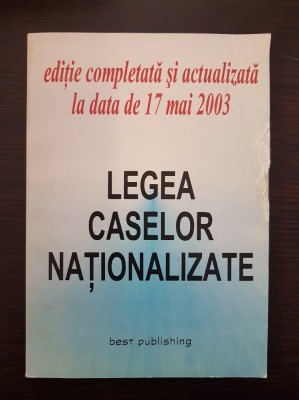 ediție completată și actualizată
la data de 17 mai 2003
LEGEA
CASELOR
NAȚIONALIZATE
best publishing